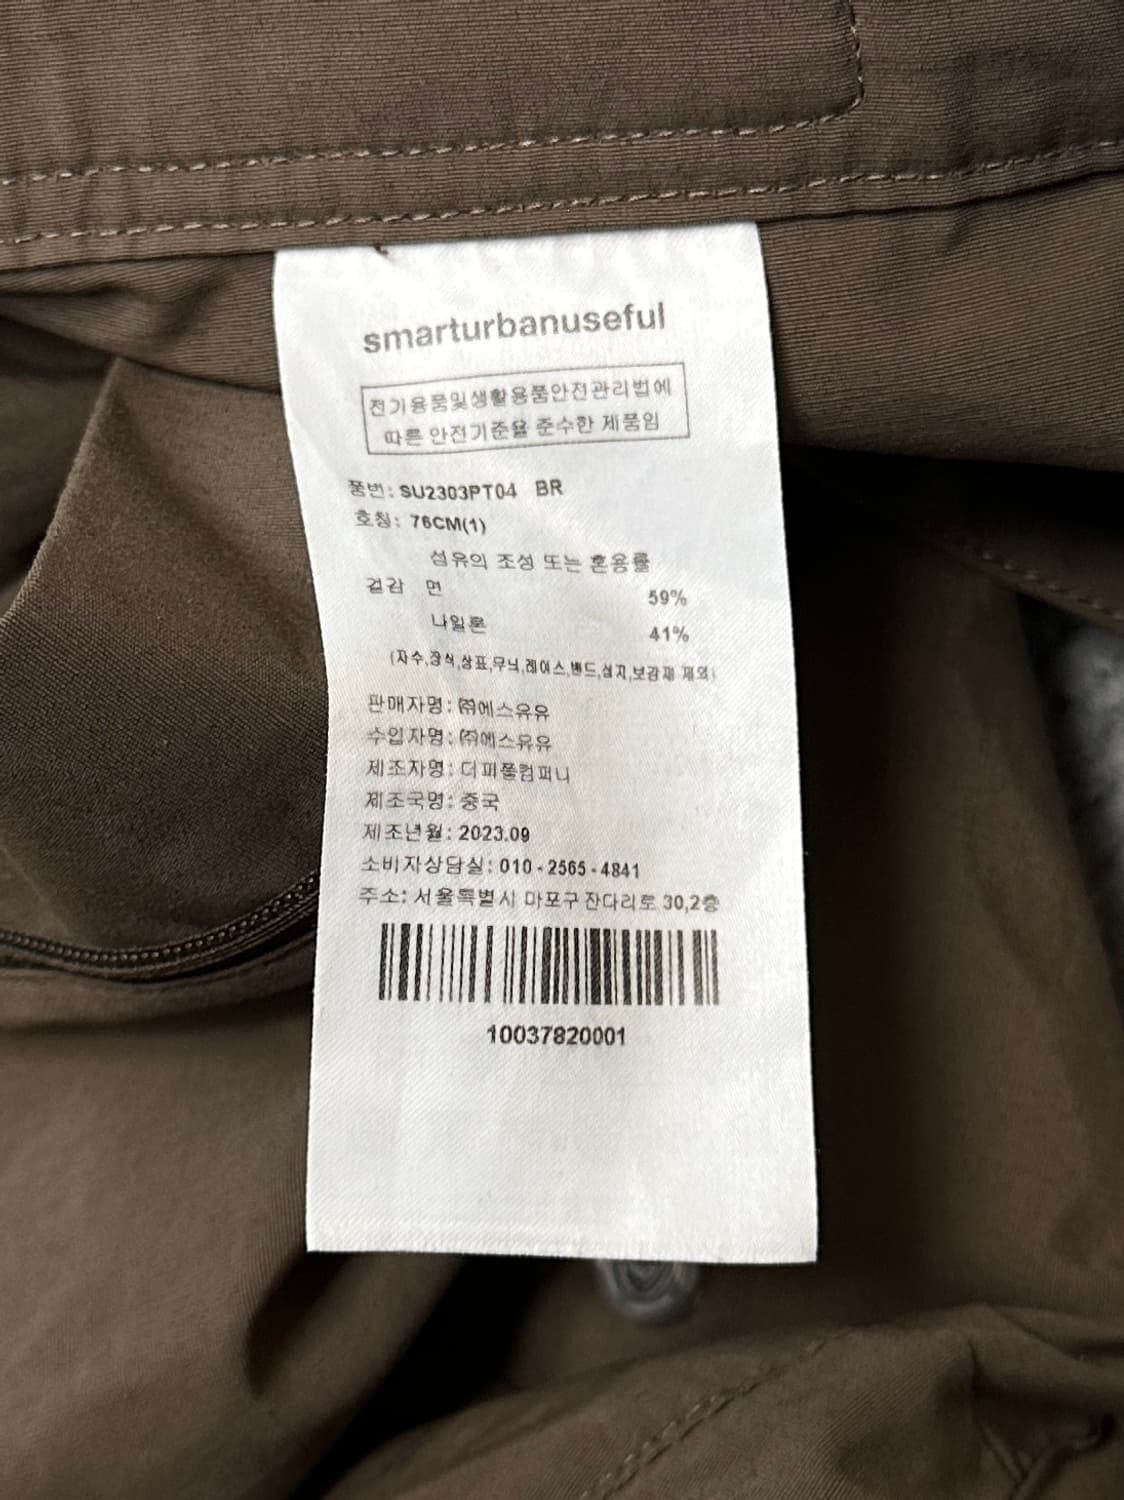 smarturbanuseful
전기용품및생활용품안전관리법에
따른 안전기준을 준수한 제품임
품번: SU2303PT04 BR
호칭: 76CM(1)
섬유의 조성 또는 혼용률
겉감 면 59%
나일론 41%
(자수,장식,상표,무늬,레이스,밴드,심지,보강재 제외)
판매자명: ㈜에스유유
수입자명: ㈜에스유유
제조자명: 더피폴컴퍼니
제조국명: 중국
제조년월: 2023.09
소비자상담실: 010-2565-4841
주소: 서울특별시 마포구 잔다리로 30,2층
10037820001